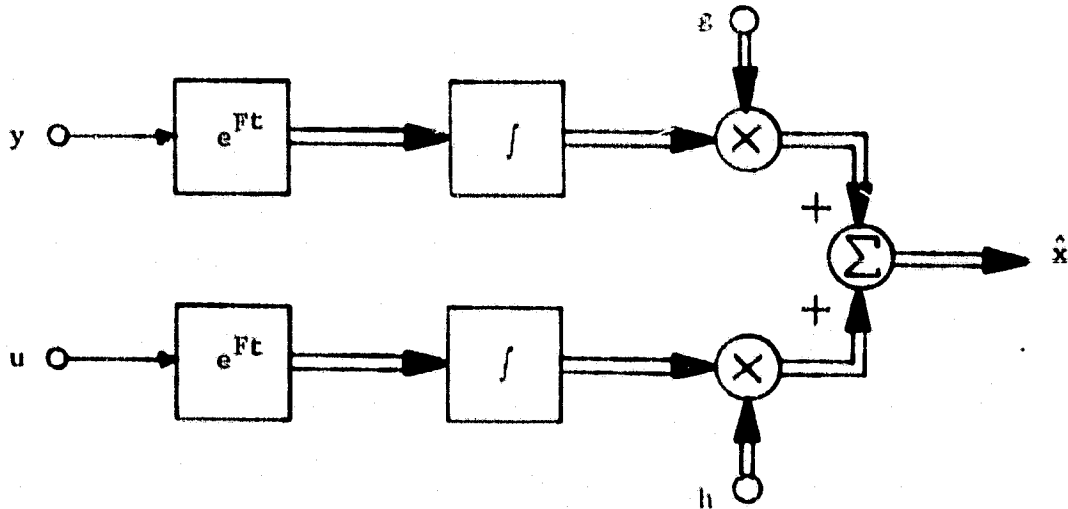 g
y
e^{Ft}
∫
×
+
Σ
x̂
+
u
e^{Ft}
∫
×
h